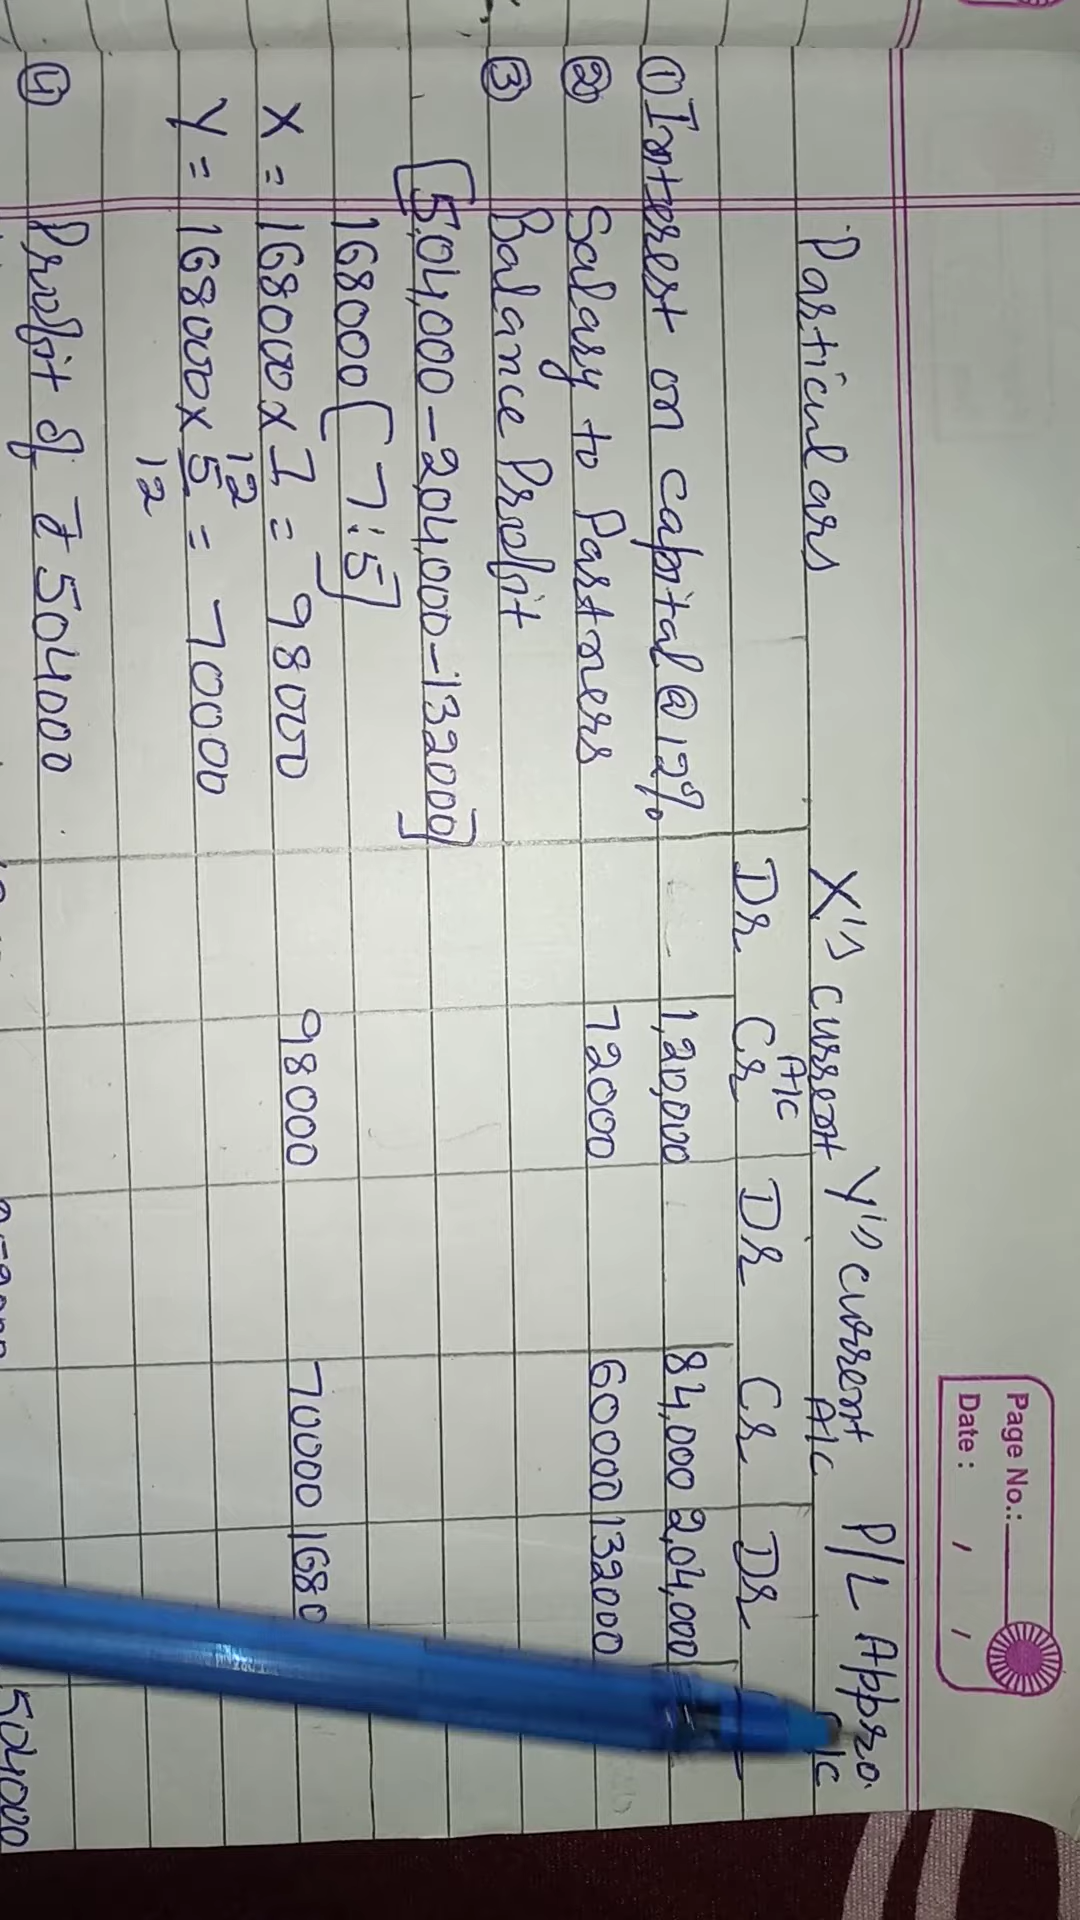 Page No.:
Date : / /
Particulars X's current A/c Y's current A/c P/L Appro.
Dr Cr Dr Cr Dr
① Interest on capital @ 12% 1,20,000 84,000 2,04,000
② Salary to Partners 72000 60000 132000
③ Balance Profit
[5,04,000-2,04,000-132000]
168000 [7:5]
X = 168000 x 7/12 = 98000 98000 70000 1680
Y = 168000 x 5/12 = 70000
④ Profit of ₹ 504000 504000